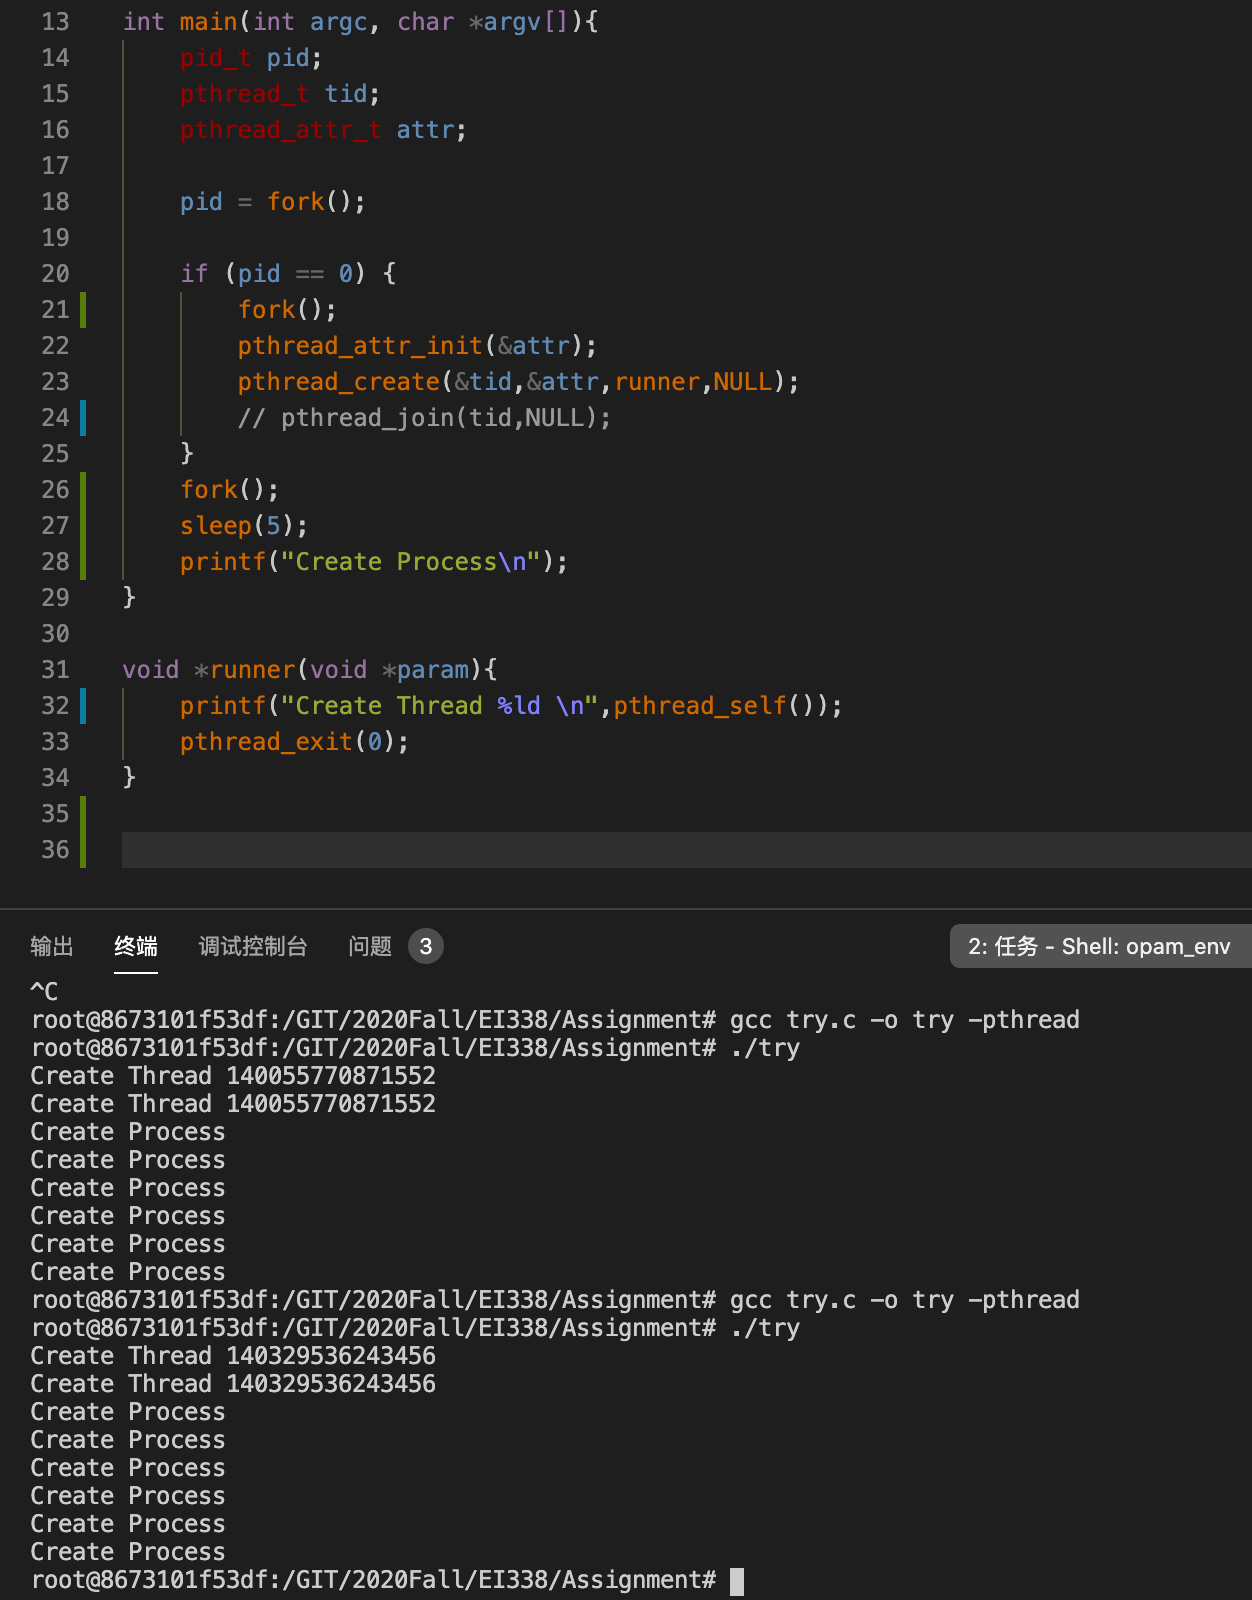 13 int main(int argc, char *argv[]){
14 pid_t pid;
15 pthread_t tid;
16 pthread_attr_t attr;
17
18 pid = fork();
19
20 if (pid == 0) {
21 fork();
22 pthread_attr_init(&attr);
23 pthread_create(&tid,&attr,runner,NULL);
24 // pthread_join(tid,NULL);
25 }
26 fork();
27 sleep(5);
28 printf("Create Process\n");
29 }
30
31 void *runner(void *param){
32 printf("Create Thread %ld \n",pthread_self());
33 pthread_exit(0);
34 }
35
36
输出 终端 调试控制台 问题 3 2: 任务 - Shell: opam_env
^C
root@8673101f53df:/GIT/2020Fall/EI338/Assignment# gcc try.c -o try -pthread
root@8673101f53df:/GIT/2020Fall/EI338/Assignment# ./try
Create Thread 140055770871552
Create Thread 140055770871552
Create Process
Create Process
Create Process
Create Process
Create Process
Create Process
root@8673101f53df:/GIT/2020Fall/EI338/Assignment# gcc try.c -o try -pthread
root@8673101f53df:/GIT/2020Fall/EI338/Assignment# ./try
Create Thread 140329536243456
Create Thread 140329536243456
Create Process
Create Process
Create Process
Create Process
Create Process
Create Process
root@8673101f53df:/GIT/2020Fall/EI338/Assignment#